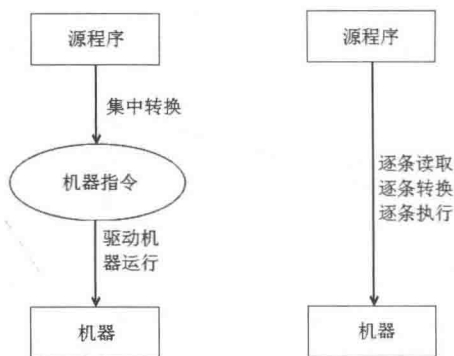 源程序
集中转换
机器指令
驱动机
器运行
机器
源程序
逐条读取
逐条转换
逐条执行
机器